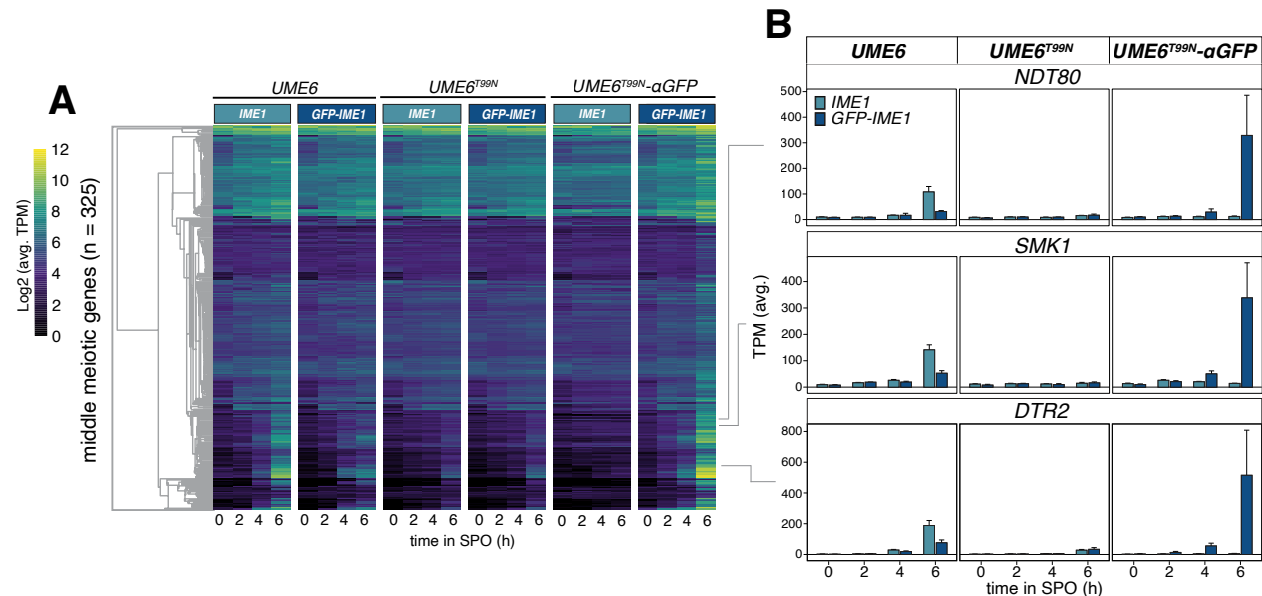 A
UME6 UME6T99N UME6T99N-αGFP
IME1 GFP-IME1 IME1 GFP-IME1 IME1 GFP-IME1
Log2 (avg. TPM)
12
10
8
6
4
2
0
middle meiotic genes (n = 325)
0 2 4 6 0 2 4 6 0 2 4 6 0 2 4 6 0 2 4 6 0 2 4 6
time in SPO (h)
B
UME6 UME6T99N UME6T99N-αGFP
NDT80
IME1
GFP-IME1
500
400
300
200
100
0
SMK1
TPM (avg.)
400
300
200
100
0
DTR2
800
600
400
200
0
0 2 4 6 0 2 4 6 0 2 4 6
time in SPO (h)